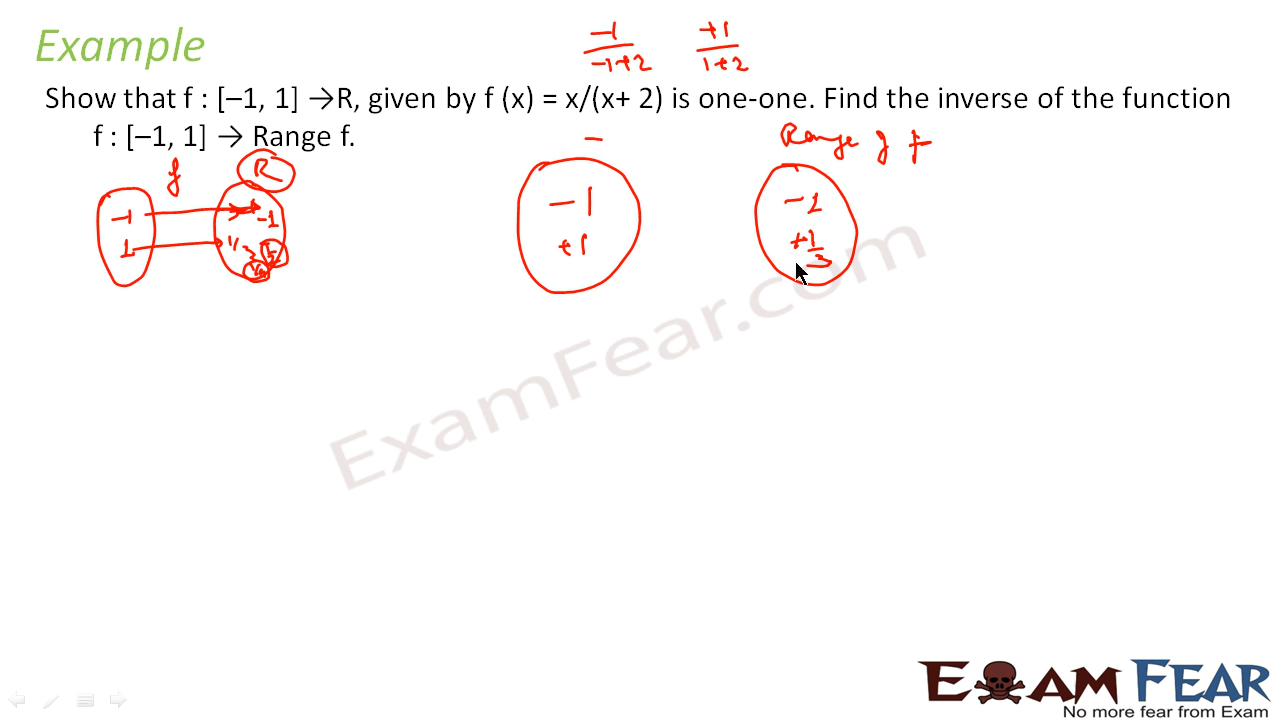 Example
−1/−1+2 +1/1+2
Show that f : [–1, 1] →R, given by f (x) = x/(x+ 2) is one-one. Find the inverse of the function
f : [–1, 1] → Range f.
f R
-1 -1
1 1/3
−
Range f
−1 −1
+1 +1/3
ExamFear.com
EXAM FEAR
No more fear from Exam